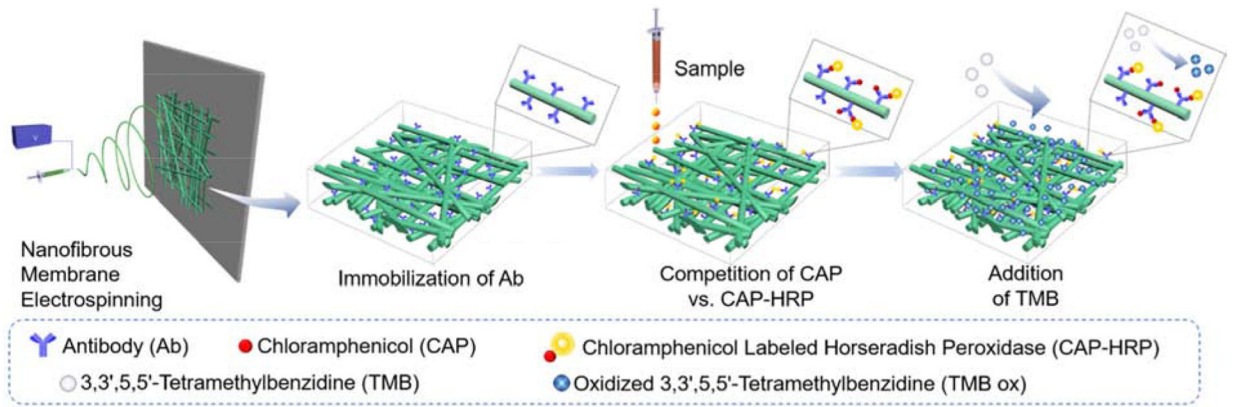 Sample
Nanofibrous
Membrane
Electrospinning
Immobilization of Ab
Competition of CAP
vs. CAP-HRP
Addition
of TMB
Antibody (Ab)
Chloramphenicol (CAP)
Chloramphenicol Labeled Horseradish Peroxidase (CAP-HRP)
3,3',5,5'-Tetramethylbenzidine (TMB)
Oxidized 3,3',5,5'-Tetramethylbenzidine (TMB ox)